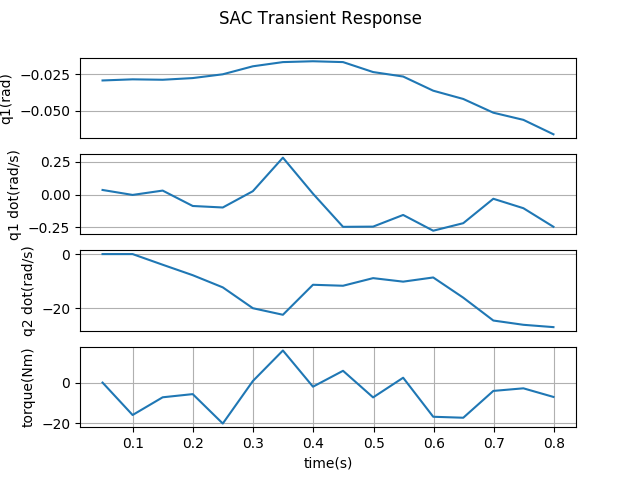 SAC Transient Response
q1(rad)
−0.025
−0.050
q1 dot(rad/s)
0.25
0.00
−0.25
q2 dot(rad/s)
0
−20
torque(Nm)
0
−20
0.1 0.2 0.3 0.4 0.5 0.6 0.7 0.8
time(s)